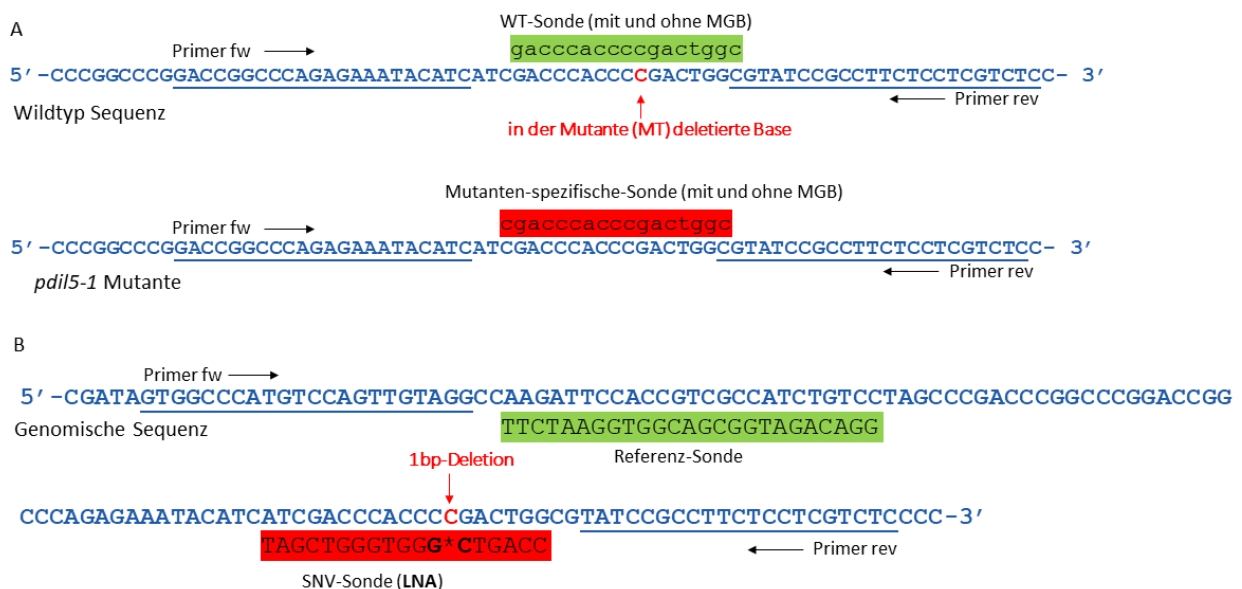 A
WT-Sonde (mit und ohne MGB)
Primer fw
gacccaccccgactggc
5′-CCCGGCCCGGACCGGCCCAGAGAAATACATCATCGACCCACCCCGACTGGCGTATCCGCCTTCTCCTCGTCTCC- 3′
Wildtyp Sequenz
Primer rev
in der Mutante (MT) deletierte Base
Mutanten-spezifische-Sonde (mit und ohne MGB)
Primer fw
cgacccacccgactggc
5′-CCCGGCCCGGACCGGCCCAGAGAAATACATCATCGACCCACCCGACTGGCGTATCCGCCTTCTCCTCGTCTCC- 3′
pdil5-1 Mutante
Primer rev
B
Primer fw
5′-CGATAGTGGCCCATGTCCAGTTGTAGGCCAAGATTCCACCGTCGCCATCTGTCCTAGCCCGACCCGGCCCGGACCGG
Genomische Sequenz
TTCTAAGGTGGCAGCGGTAGACAGG
Referenz-Sonde
1bp-Deletion
CCCAGAGAAATACATCATCGACCCACCCCGACTGGCGTATCCGCCTTCTCCTCGTCTCCCC-3′
TAGCTGGGTGGG*CTGACC
Primer rev
SNV-Sonde (LNA)